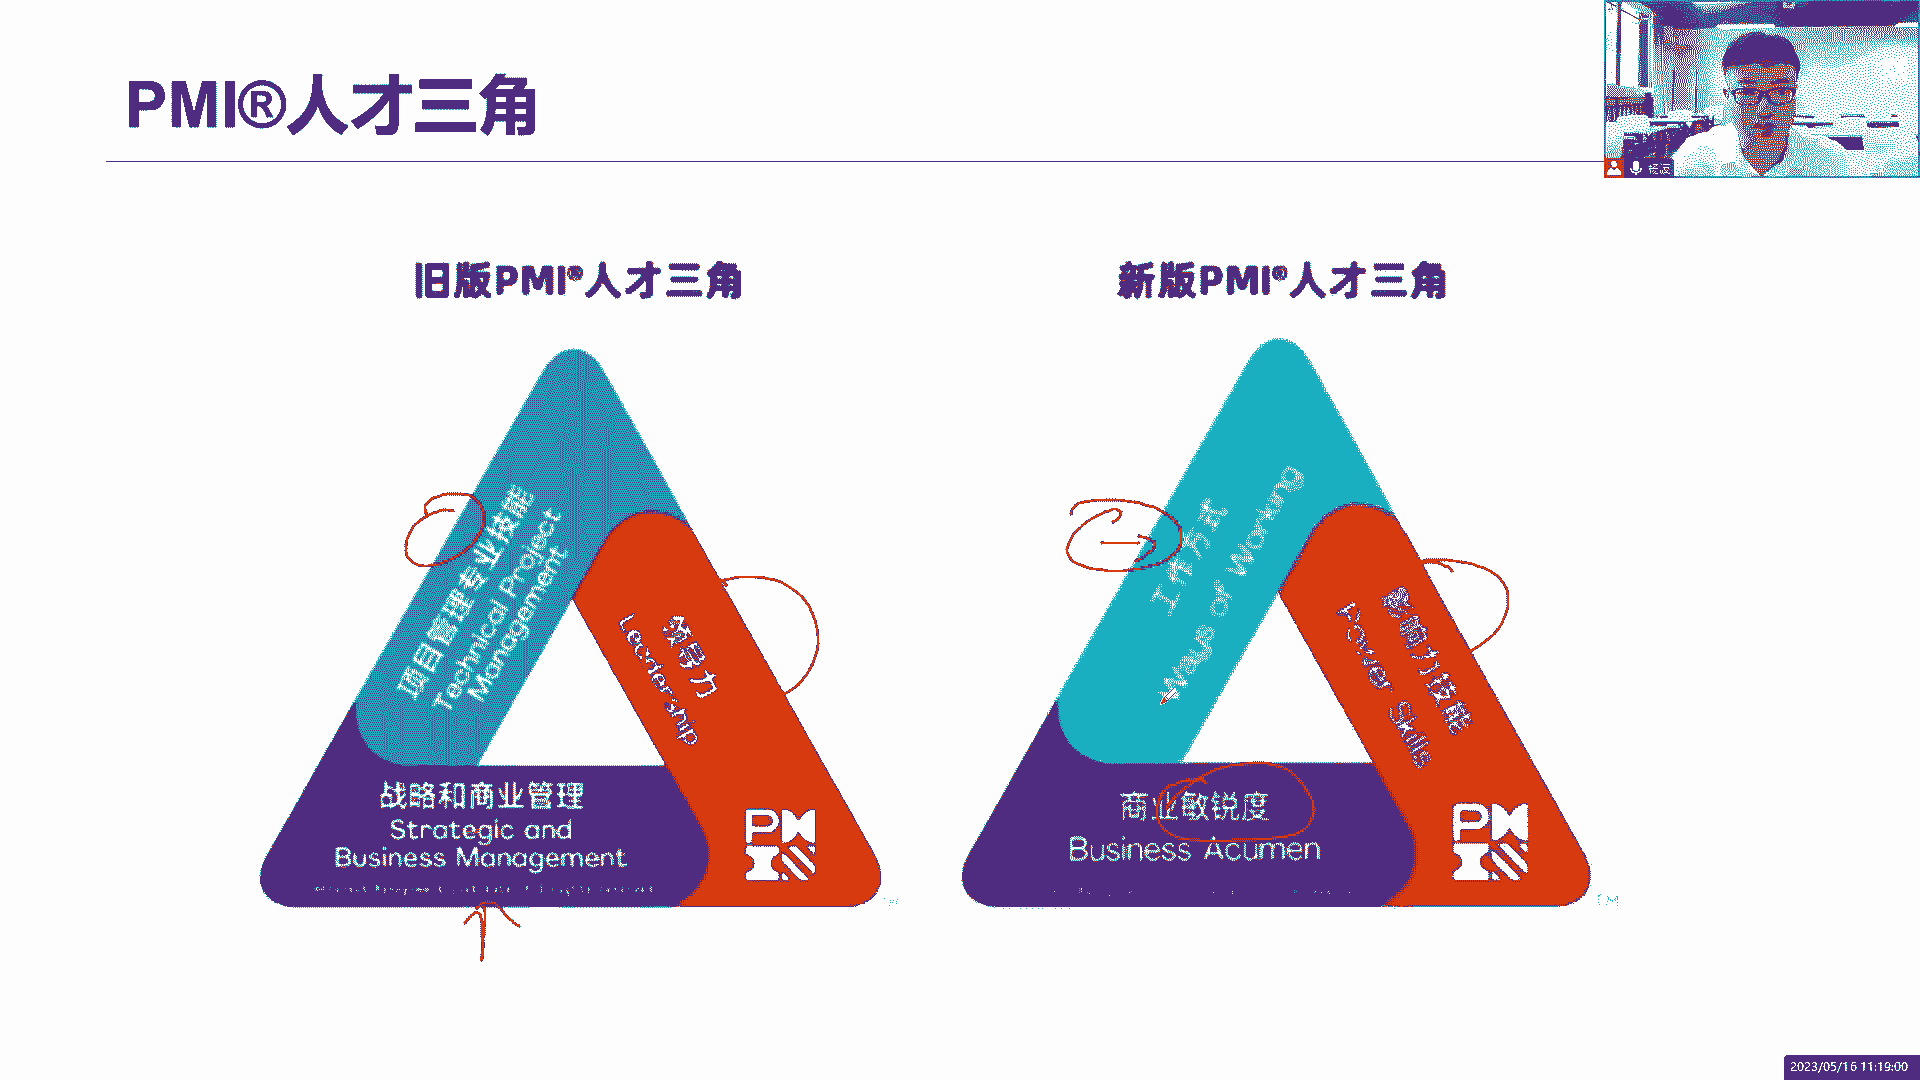 PMI®人才三角
旧版PMI®人才三角
新版PMI®人才三角
项目管理专业技能
Technical Project
Management
领导力
Leadership
战略和商业管理
Strategic and
Business Management
PM
I
工作方式
Ways of Working
影响力技能
Power Skills
商业敏锐度
Business Acumen
PM
I
TM
2023/05/16 11:19:00